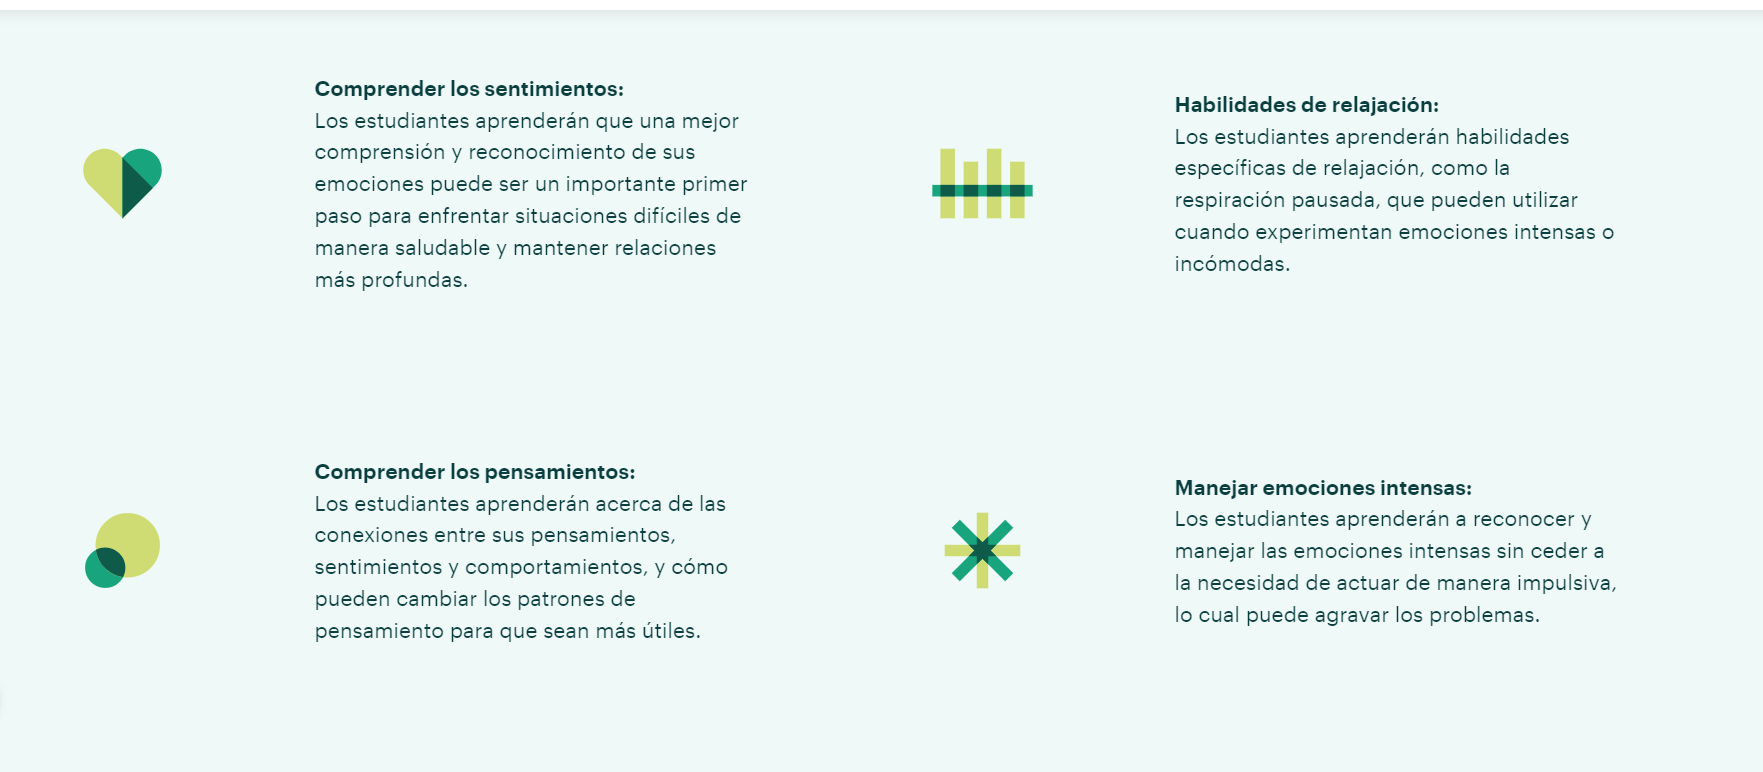 Comprender los sentimientos:
Los estudiantes aprenderán que una mejor
comprensión y reconocimiento de sus
emociones puede ser un importante primer
paso para enfrentar situaciones difíciles de
manera saludable y mantener relaciones
más profundas.
Habilidades de relajación:
Los estudiantes aprenderán habilidades
específicas de relajación, como la
respiración pausada, que pueden utilizar
cuando experimentan emociones intensas o
incómodas.
Comprender los pensamientos:
Los estudiantes aprenderán acerca de las
conexiones entre sus pensamientos,
sentimientos y comportamientos, y cómo
pueden cambiar los patrones de
pensamiento para que sean más útiles.
Manejar emociones intensas:
Los estudiantes aprenderán a reconocer y
manejar las emociones intensas sin ceder a
la necesidad de actuar de manera impulsiva,
lo cual puede agravar los problemas.